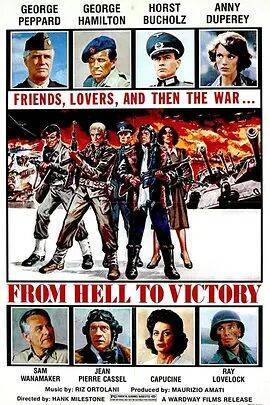 GEORGE PEPPARD
GEORGE HAMILTON
HORST BUCHOLZ
ANNY DUPEREY
FRIENDS, LOVERS, AND THEN THE WAR...
FROM HELL TO VICTORY
SAM WANAMAKER
JEAN PIERRE CASSEL
CAPUCINE
RAY LOVELOCK
Music by: RIZ ORTOLANI
Produced by: MAURIZIO AMATI
Directed by: HANK MILESTONE
A WARDWAY FILMS RELEASE